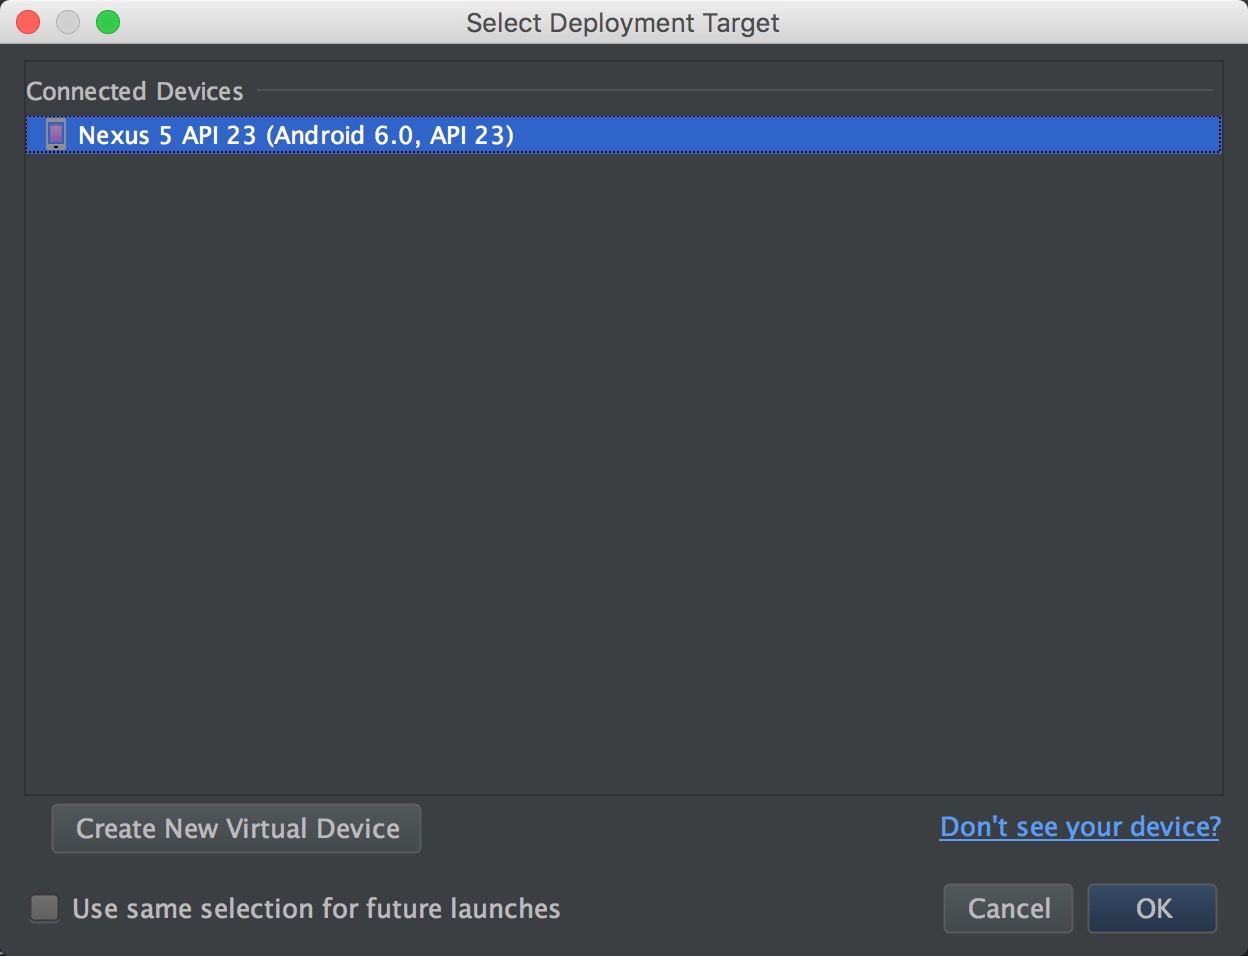 Select Deployment Target
Connected Devices
Nexus 5 API 23 (Android 6.0, API 23)
Create New Virtual Device
Don't see your device?
Use same selection for future launches
Cancel
OK